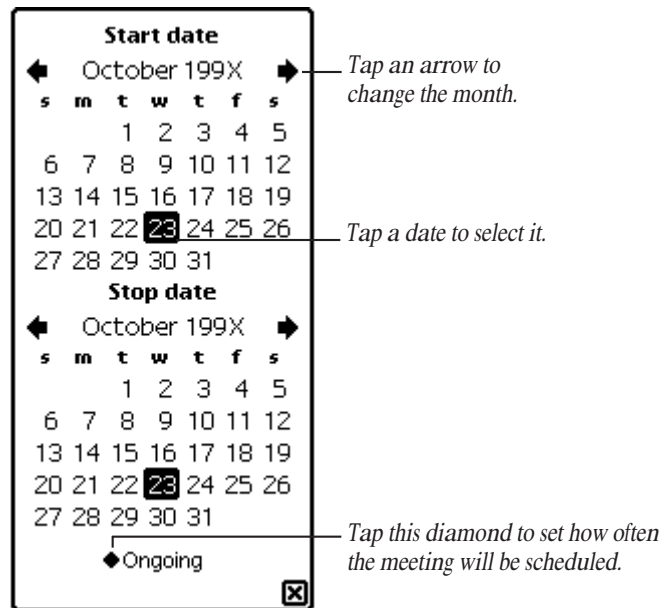 Start date
October 199X
Tap an arrow to
change the month.
s m t w t f s
1 2 3 4 5
6 7 8 9 10 11 12
13 14 15 16 17 18 19
20 21 22 23 24 25 26
Tap a date to select it.
27 28 29 30 31
Stop date
October 199X
s m t w t f s
1 2 3 4 5
6 7 8 9 10 11 12
13 14 15 16 17 18 19
20 21 22 23 24 25 26
27 28 29 30 31
Tap this diamond to set how often
the meeting will be scheduled.
◆Ongoing